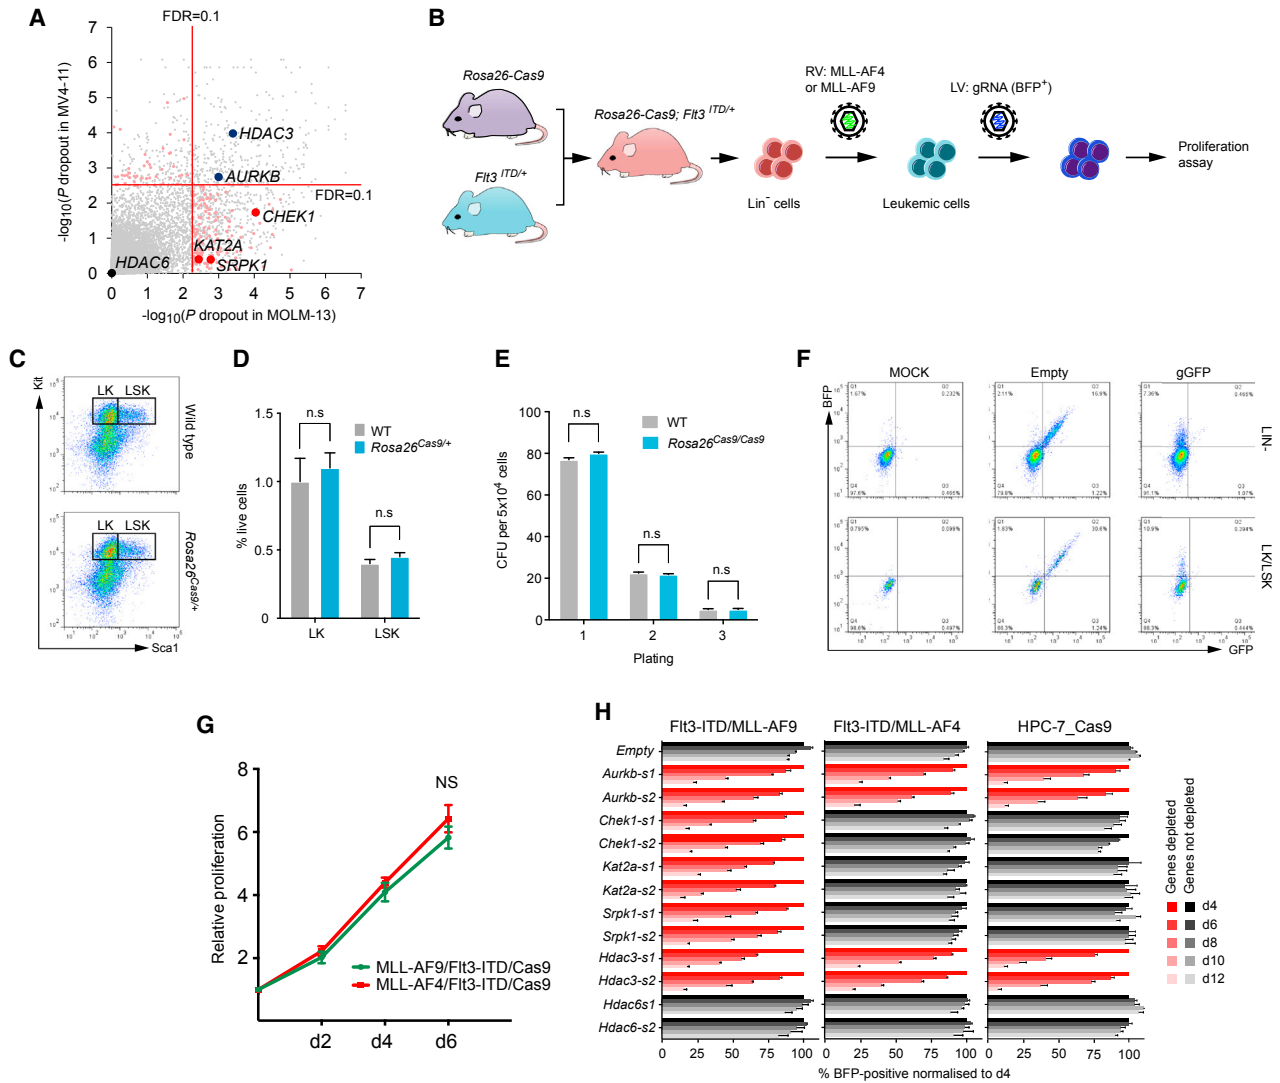 A
FDR=0.1
-log10(P dropout in MV4-11)
7
6
5
4
3
2
1
0
HDAC3
AURKB
FDR=0.1
CHEK1
KAT2A
SRPK1
HDAC6
0 1 2 3 4 5 6 7
-log10(P dropout in MOLM-13)
B
Rosa26-Cas9
Flt3 ITD/+
Rosa26-Cas9; Flt3 ITD/+
RV: MLL-AF4
or MLL-AF9
LV: gRNA (BFP+)
Lin- cells
Leukemic cells
Proliferation
assay
C
Kit
LK LSK
Wild type
LK LSK
Rosa26Cas9/+
Sca1
D
% live cells
1.5
1.0
0.5
0
n.s
n.s
WT
Rosa26Cas9/+
LK LSK
E
CFU per 5x104 cells
100
80
60
40
20
0
n.s
n.s
n.s
WT
Rosa26Cas9/Cas9
1 2 3
Plating
F
MOCK Empty gGFP
BFP
LIN-
LK/LSK
GFP
G
Relative proliferation
8
6
4
2
NS
MLL-AF9/Flt3-ITD/Cas9
MLL-AF4/Flt3-ITD/Cas9
d2 d4 d6
H
Flt3-ITD/MLL-AF9 Flt3-ITD/MLL-AF4 HPC-7_Cas9
Empty
Aurkb-s1
Aurkb-s2
Chek1-s1
Chek1-s2
Kat2a-s1
Kat2a-s2
Srpk1-s1
Srpk1-s2
Hdac3-s1
Hdac3-s2
Hdac6s1
Hdac6-s2
0 25 50 75 100
0 25 50 75 100
0 25 50 75 100
% BFP-positive normalised to d4
Genes depleted
Genes not depleted
d4
d6
d8
d10
d12